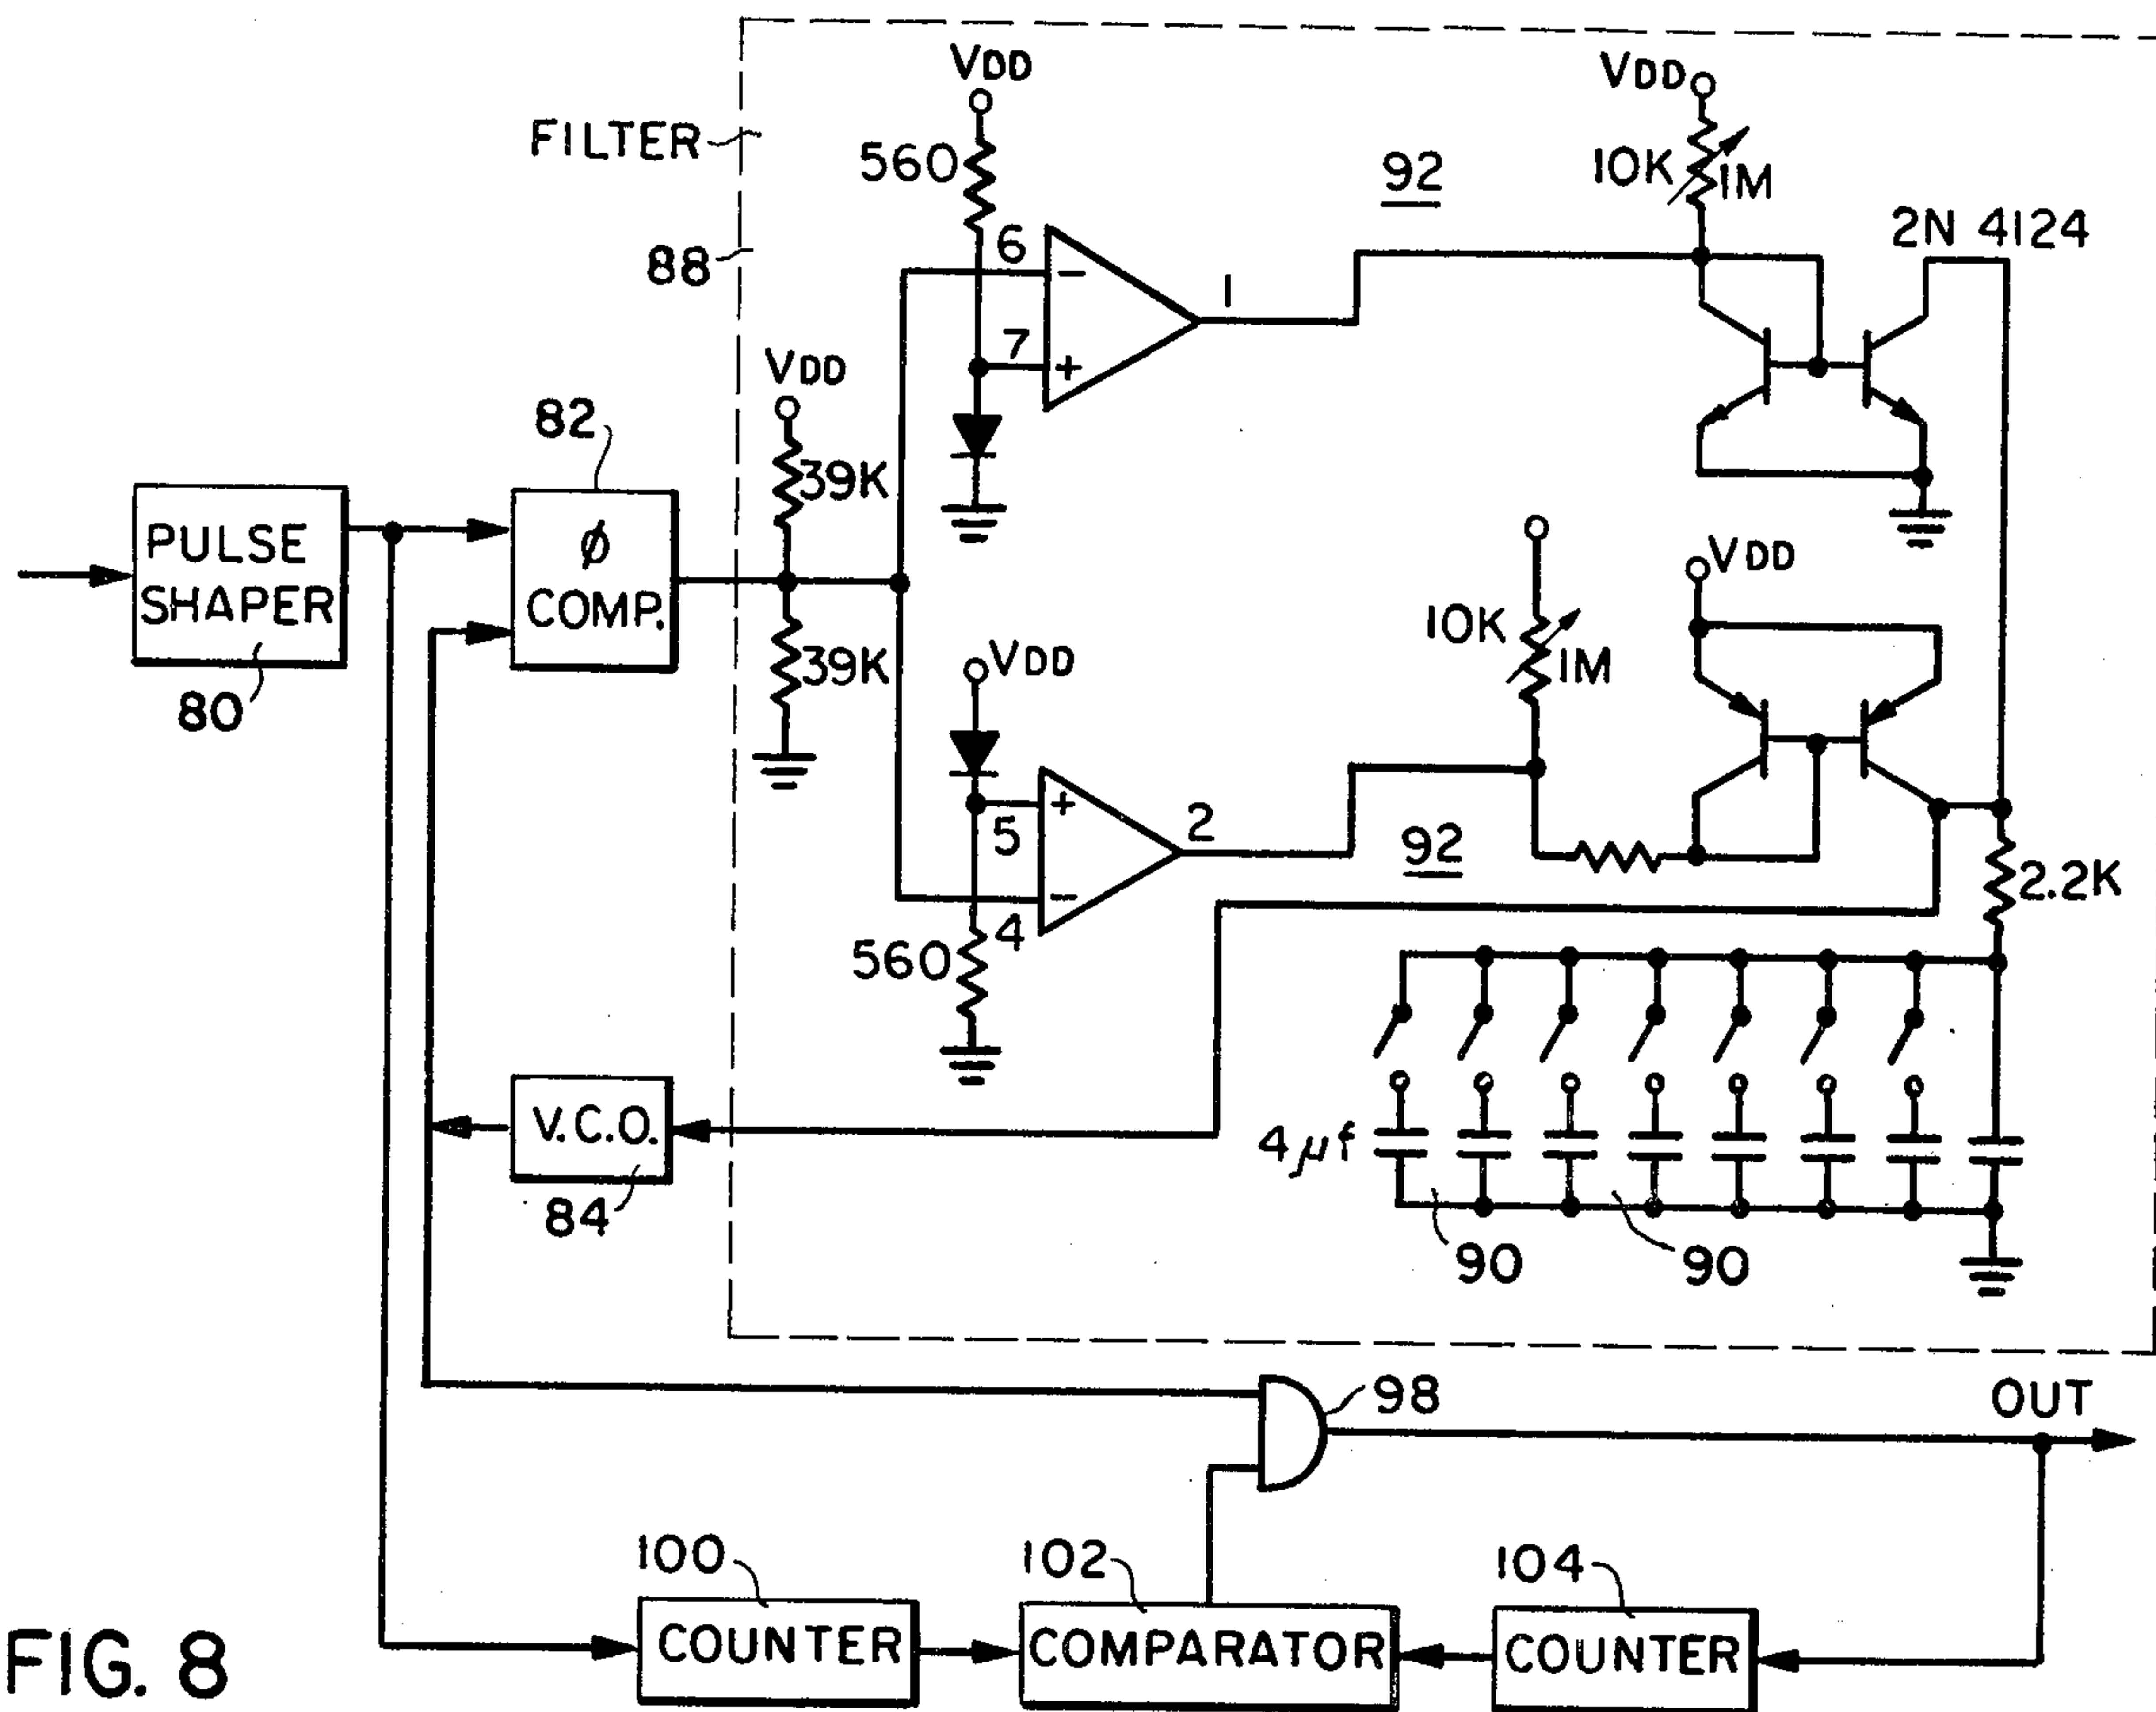 VDD
VDD
FILTER
560
10K
1M
92
2N 4124
88
6
1
7
VDD
82
39K
PULSE
SHAPER
ø
COMP.
VDD
10K
1M
39K
VDD
80
5
2
92
2.2K
4
560
V.C.O.
4µf
84
90
90
98
OUT
100
102
104
COUNTER
COMPARATOR
COUNTER
FIG. 8